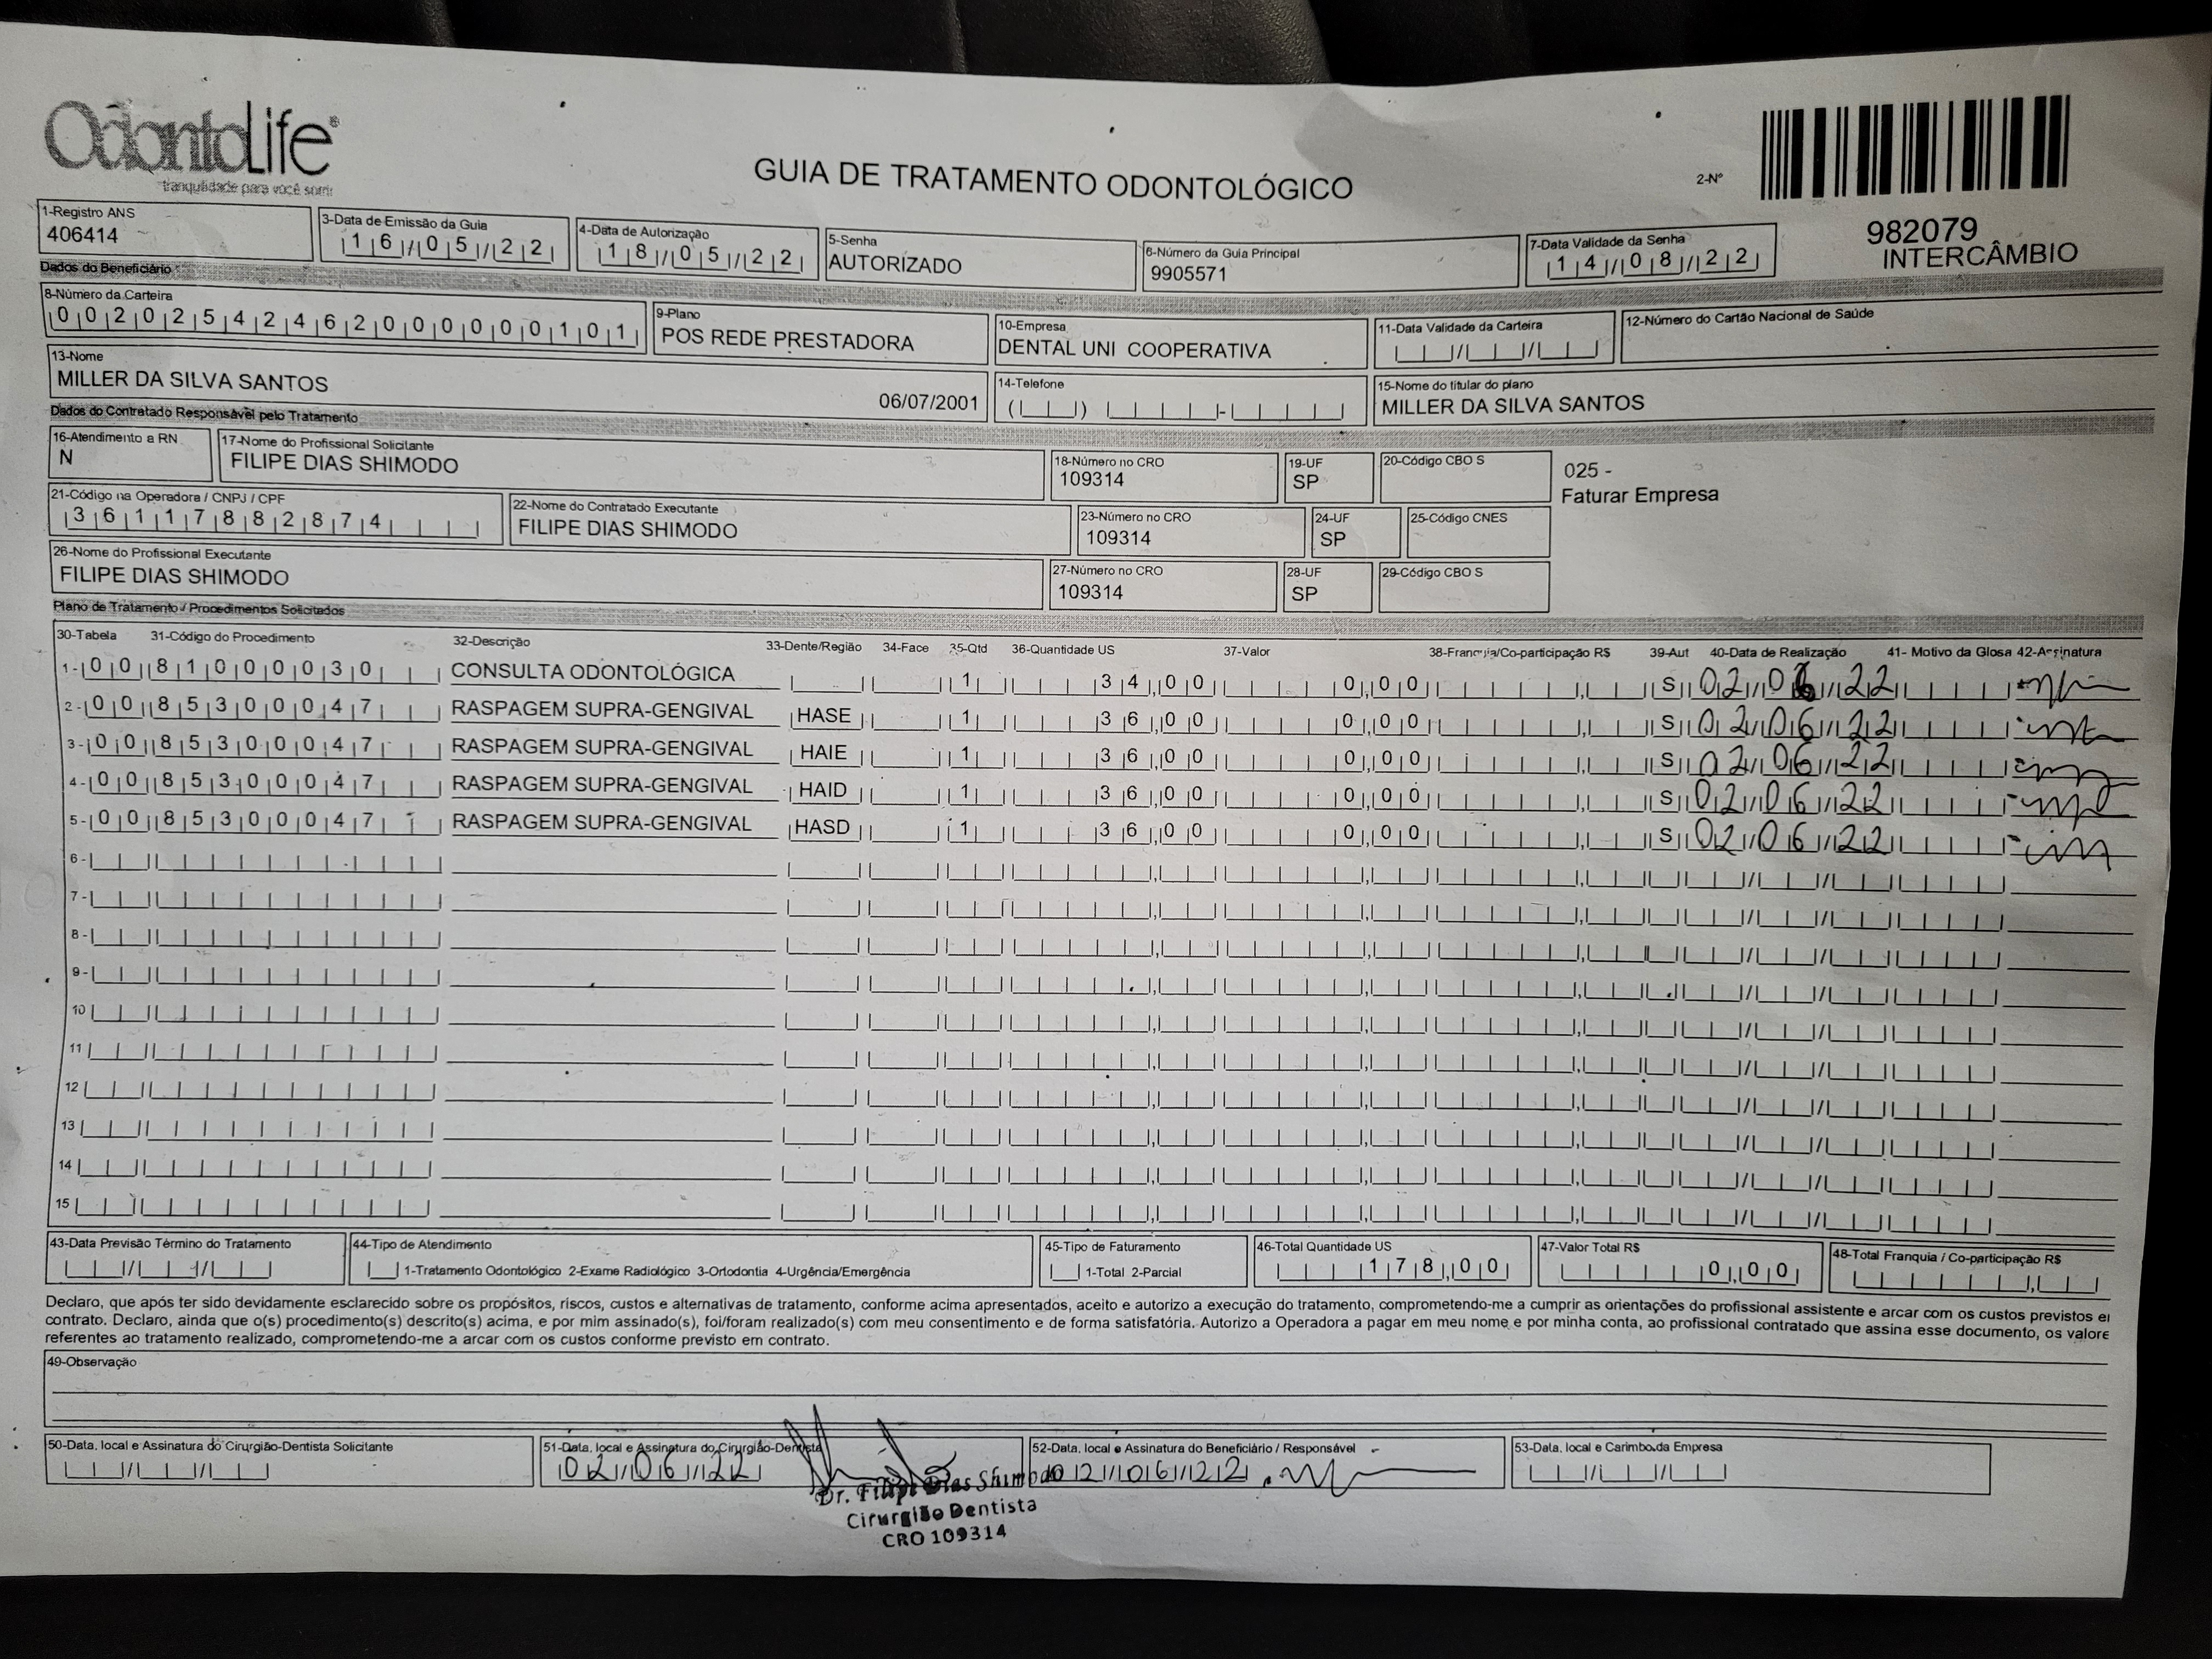 OdontoLife®
tranquilidade para você sorrir
GUIA DE TRATAMENTO ODONTOLÓGICO
2-Nº
982079
INTERCÂMBIO
1-Registro ANS
406414
3-Data de Emissão da Guia
16/05/22
4-Data de Autorização
18/05/22
5-Senha
AUTORIZADO
6-Número da Guia Principal
9905571
7-Data Validade da Senha
14/08/22
Dados do Beneficiário
8-Número da Carteira
002025424620000000101
9-Plano
POS REDE PRESTADORA
10-Empresa
DENTAL UNI COOPERATIVA
11-Data Validade da Carteira
12-Número do Cartão Nacional de Saúde
13-Nome
MILLER DA SILVA SANTOS
06/07/2001
14-Telefone
15-Nome do titular do plano
MILLER DA SILVA SANTOS
Dados do Contratado Responsável pelo Tratamento
16-Atendimento a RN
N
17-Nome do Profissional Solicitante
FILIPE DIAS SHIMODO
18-Número no CRO
109314
19-UF
SP
20-Código CBO S
025 -
Faturar Empresa
21-Código na Operadora / CNPJ / CPF
36117882874
22-Nome do Contratado Executante
FILIPE DIAS SHIMODO
23-Número no CRO
109314
24-UF
SP
25-Código CNES
26-Nome do Profissional Executante
FILIPE DIAS SHIMODO
27-Número no CRO
109314
28-UF
SP
29-Código CBO S
Plano de Tratamento / Procedimentos Solicitados
30-Tabela 31-Código do Procedimento 32-Descrição 33-Dente/Região 34-Face 35-Qtd 36-Quantidade US 37-Valor 38-Franquia/Co-participação R$ 39-Aut 40-Data de Realização 41- Motivo da Glosa 42-Assinatura
1- 00 81000030 CONSULTA ODONTOLÓGICA 1 34,00 0,00 S 02/06/22
2- 00 85300047 RASPAGEM SUPRA-GENGIVAL HASE 1 36,00 0,00 S 02/06/22
3- 00 85300047 RASPAGEM SUPRA-GENGIVAL HAIE 1 36,00 0,00 S 02/06/22
4- 00 85300047 RASPAGEM SUPRA-GENGIVAL HAID 1 36,00 0,00 S 02/06/22
5- 00 85300047 RASPAGEM SUPRA-GENGIVAL HASD 1 36,00 0,00 S 02/06/22
6-
7-
8-
9-
10
11
12
13
14
15
43-Data Previsão Término do Tratamento
44-Tipo de Atendimento
1-Tratamento Odontológico 2-Exame Radiológico 3-Ortodontia 4-Urgência/Emergência
45-Tipo de Faturamento
1-Total 2-Parcial
46-Total Quantidade US
178,00
47-Valor Total R$
0,00
48-Total Franquia / Co-participação R$
Declaro, que após ter sido devidamente esclarecido sobre os propósitos, riscos, custos e alternativas de tratamento, conforme acima apresentados, aceito e autorizo a execução do tratamento, comprometendo-me a cumprir as orientações do profissional assistente e arcar com os custos previstos e
contrato. Declaro, ainda que o(s) procedimento(s) descrito(s) acima, e por mim assinado(s), foi/foram realizado(s) com meu consentimento e de forma satisfatória. Autorizo a Operadora a pagar em meu nome e por minha conta, ao profissional contratado que assina esse documento, os valore
referentes ao tratamento realizado, comprometendo-me a arcar com os custos conforme previsto em contrato.
49-Observação
50-Data, local e Assinatura do Cirurgião-Dentista Solicitante
51-Data, local e Assinatura do Cirurgião-Dentista
02/06/22
52-Data, local e Assinatura do Beneficiário / Responsável
02/06/22
53-Data, local e Carimbo da Empresa
Dr. Filipe Dias Shimodo
Cirurgião Dentista
CRO 109314